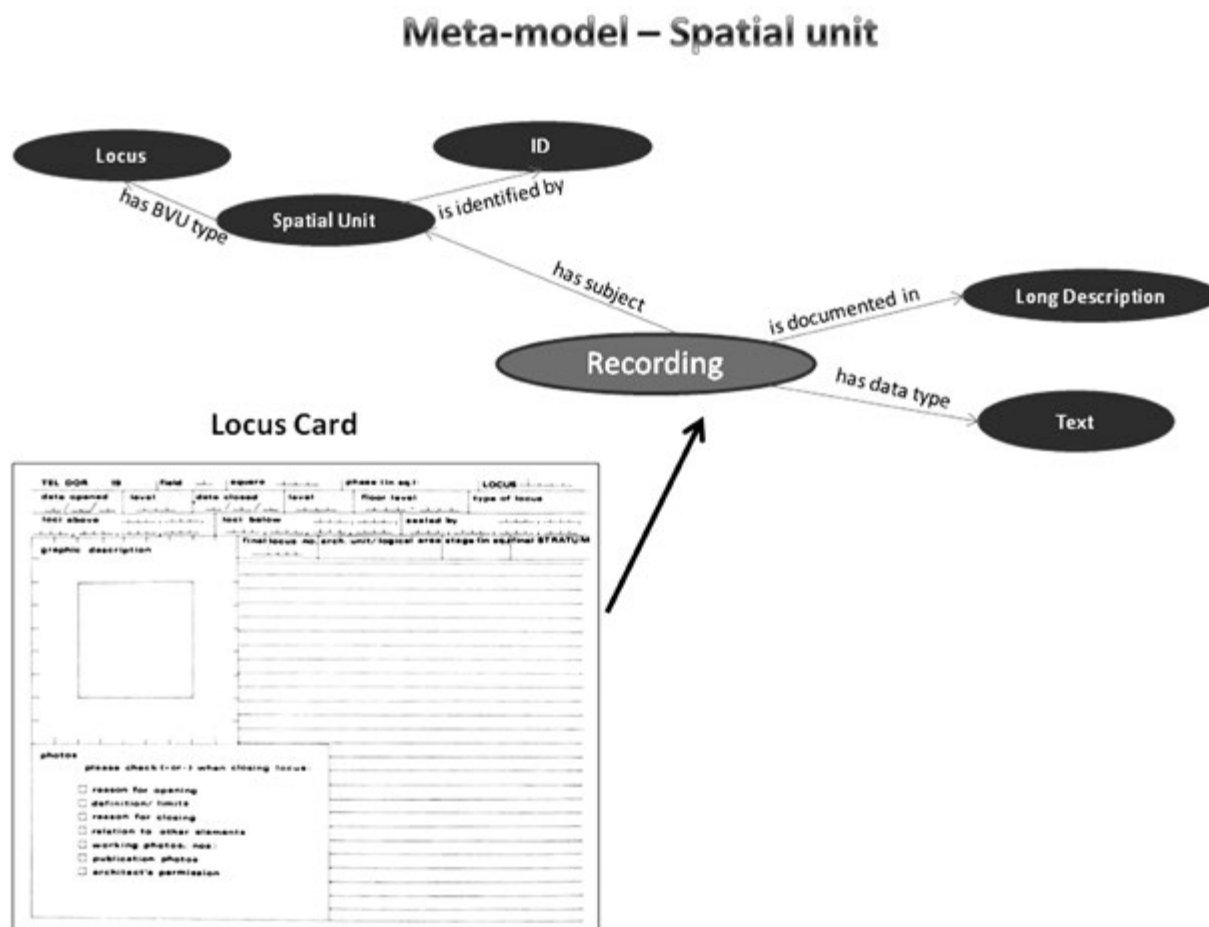 Meta-model – Spatial unit
Locus
ID
has BVU type
Spatial Unit
is identified by
has subject
is documented in
Long Description
Recording
has data type
Text
Locus Card
TEL DOR 19 field square phase (in sq.) LOCUS
date opened level date closed level floor level type of locus
loci above loci below sealed by
graphic description
final locus no. arch. unit/logical area stage (in sq.) final STRATUM
photos
please check (+or-) when closing locus:
reason for opening
definition/ limits
reason for closing
relation to other elements
working photos, nos:
publication photos
architect's permission